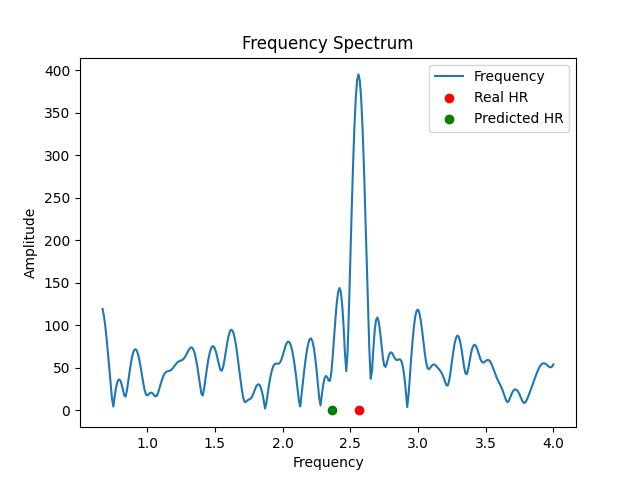 Frequency Spectrum
Frequency
Real HR
Predicted HR
Amplitude
400
350
300
250
200
150
100
50
0
1.0 1.5 2.0 2.5 3.0 3.5 4.0
Frequency